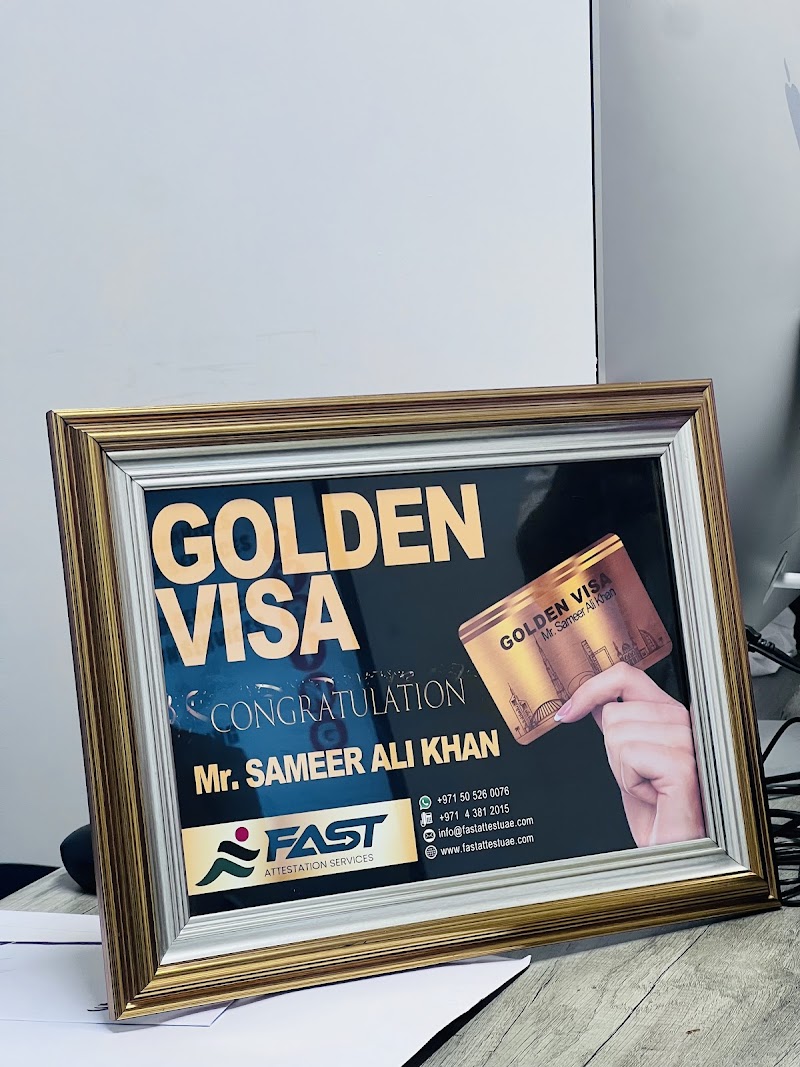 GOLDEN
VISA
GOLDEN VISA
Mr. Sameer Ali Khan
CONGRATULATION
Mr. SAMEER ALI KHAN
FAST
ATTESTATION SERVICES
+971 50 526 0076
+971 4 381 2015
info@fastattestuae.com
www.fastattestuae.com